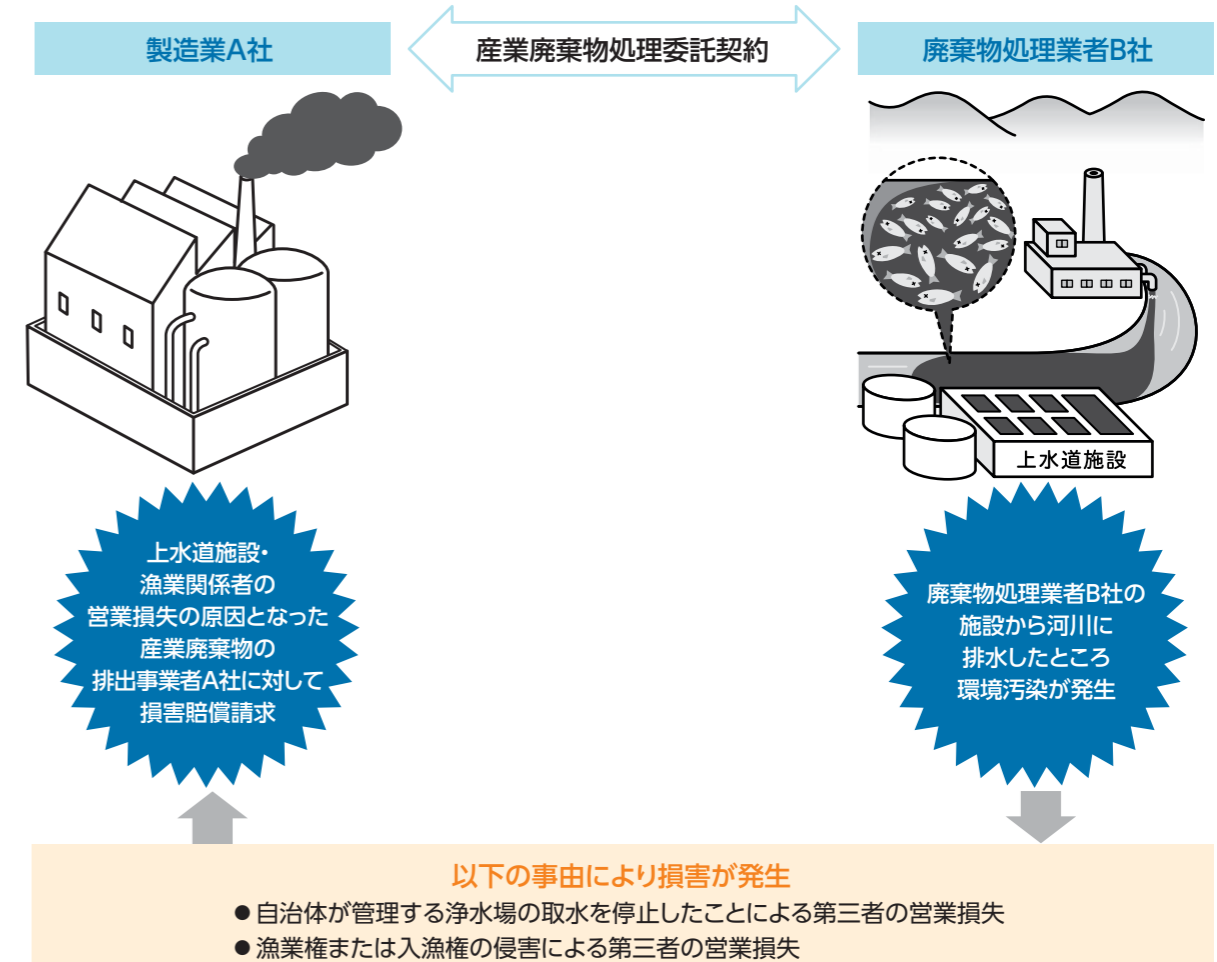 製造業A社
産業廃棄物処理委託契約
廃棄物処理業者B社
上水道施設
上水道施設・
漁業関係者の
営業損失の原因となった
産業廃棄物の
排出事業者A社に対して
損害賠償請求
廃棄物処理業者B社の
施設から河川に
排水したところ
環境汚染が発生
以下の事由により損害が発生
●自治体が管理する浄水場の取水を停止したことによる第三者の営業損失
●漁業権または入漁権の侵害による第三者の営業損失